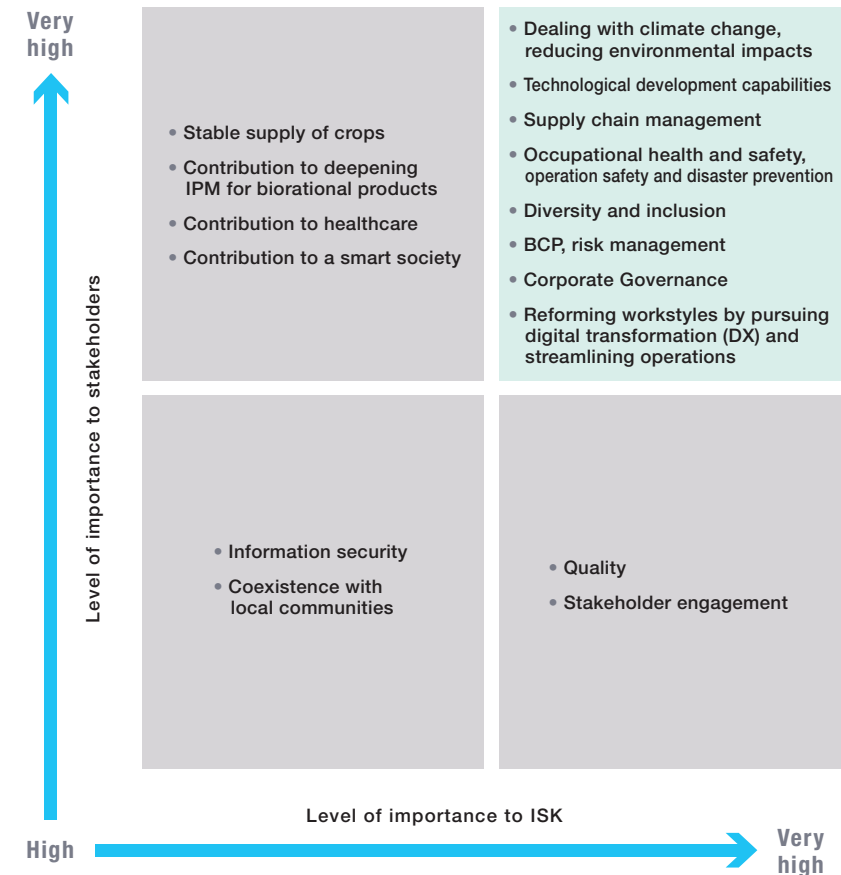 Very
high
Level of importance to stakeholders
• Stable supply of crops
• Contribution to deepening
IPM for biorational products
• Contribution to healthcare
• Contribution to a smart society
• Dealing with climate change,
reducing environmental impacts
• Technological development capabilities
• Supply chain management
• Occupational health and safety,
operation safety and disaster prevention
• Diversity and inclusion
• BCP, risk management
• Corporate Governance
• Reforming workstyles by pursuing
digital transformation (DX) and
streamlining operations
• Information security
• Coexistence with
local communities
• Quality
• Stakeholder engagement
Level of importance to ISK
High
Very
high